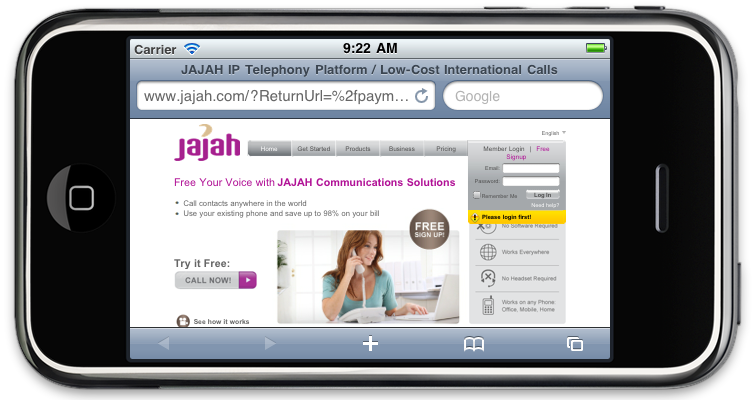 Carrier 9:22 AM
JAJAH IP Telephony Platform / Low-Cost International Calls
www.jajah.com/?ReturnUrl=%2fpaym… Google
English
jajah
Home Get Started Products Business Pricing
Member Login | Free Signup
Email:
Password:
Remember Me Log In
Need help?
Please login first!
Free Your Voice with JAJAH Communications Solutions
Call contacts anywhere in the world
Use your existing phone and save up to 98% on your bill
FREE
SIGN UP!
Try it Free:
CALL NOW!
See how it works
No Software Required
Works Everywhere
No Headset Required
Works on any Phone:
Office, Mobile, Home